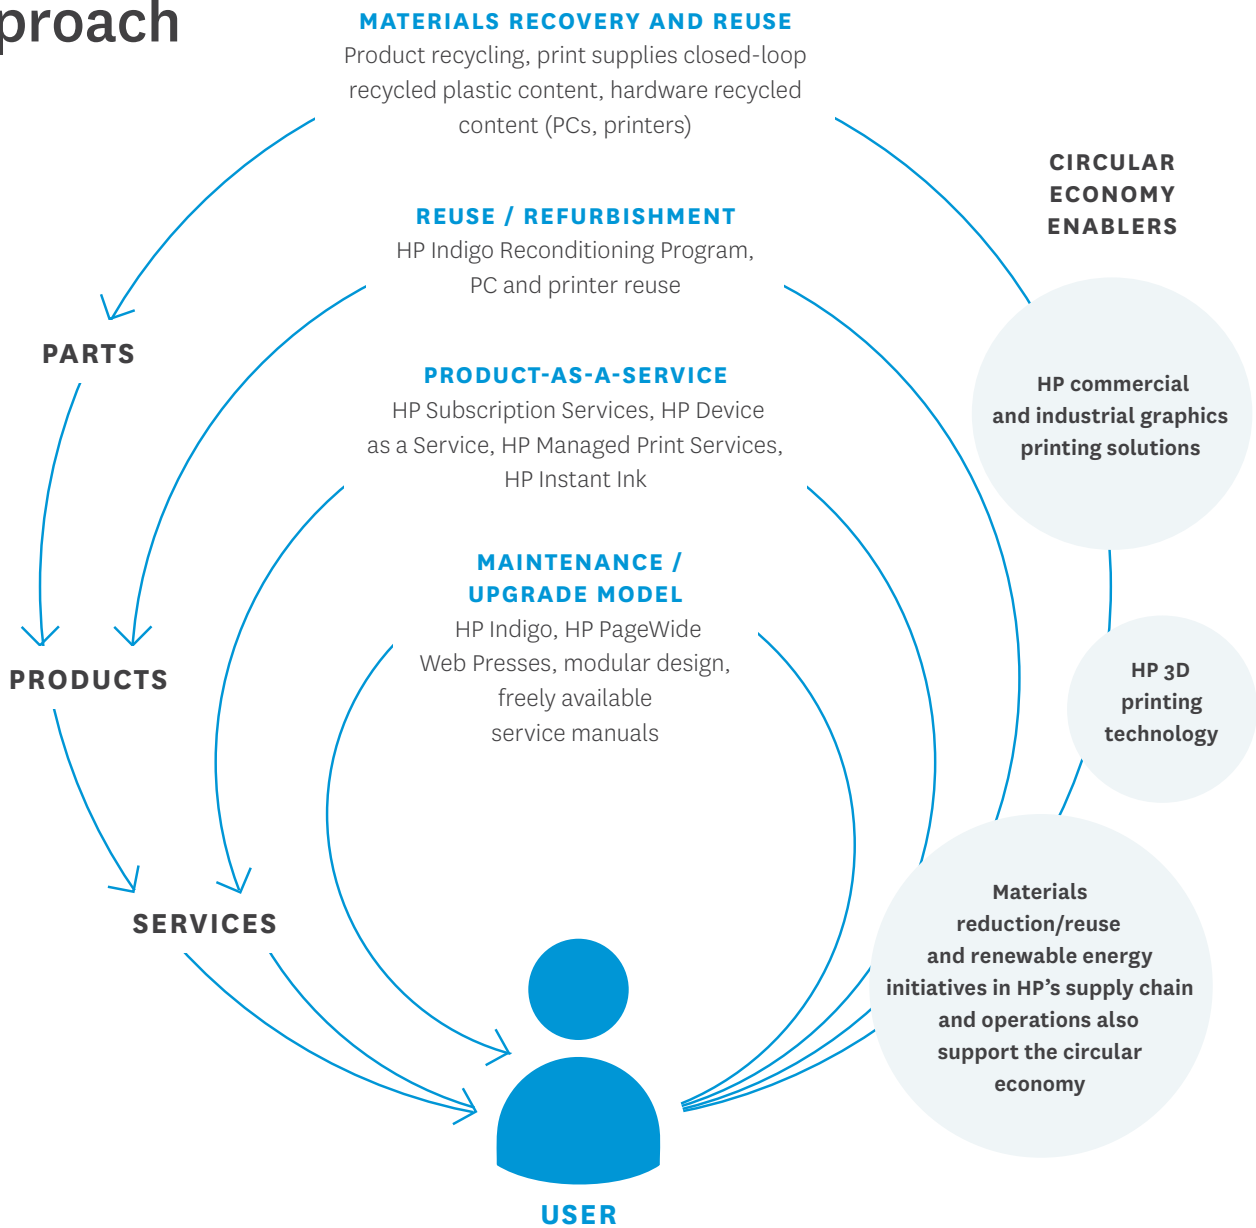 proach
MATERIALS RECOVERY AND REUSE
Product recycling, print supplies closed-loop
recycled plastic content, hardware recycled
content (PCs, printers)
CIRCULAR
ECONOMY
ENABLERS
REUSE / REFURBISHMENT
HP Indigo Reconditioning Program,
PC and printer reuse
PARTS
PRODUCT-AS-A-SERVICE
HP Subscription Services, HP Device
as a Service, HP Managed Print Services,
HP Instant Ink
HP commercial
and industrial graphics
printing solutions
MAINTENANCE /
UPGRADE MODEL
HP Indigo, HP PageWide
Web Presses, modular design,
freely available
service manuals
PRODUCTS
HP 3D
printing
technology
SERVICES
Materials
reduction/reuse
and renewable energy
initiatives in HP’s supply chain
and operations also
support the circular
economy
USER